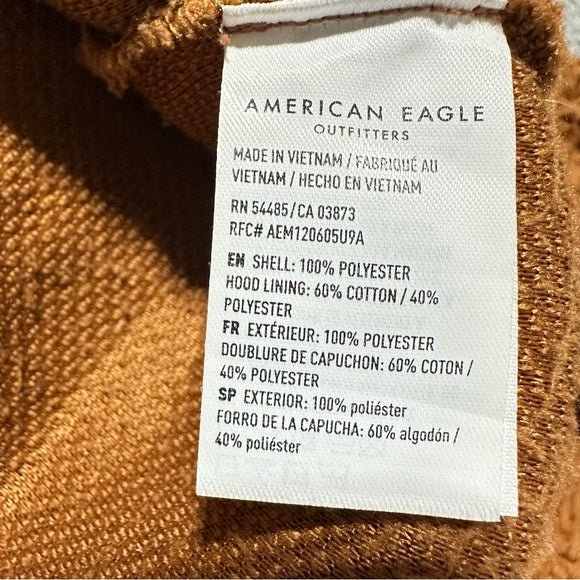 AMERICAN EAGLE
OUTFITTERS
MADE IN VIETNAM / FABRIQUÉ AU
VIETNAM / HECHO EN VIETNAM
RN 54485/CA 03873
RFC# AEM120605U9A
EN SHELL: 100% POLYESTER
HOOD LINING: 60% COTTON / 40%
POLYESTER
FR EXTÉRIEUR: 100% POLYESTER
DOUBLURE DE CAPUCHON: 60% COTON /
40% POLYESTER
SP EXTERIOR: 100% poliéster
FORRO DE LA CAPUCHA: 60% algodón /
40% poliéster